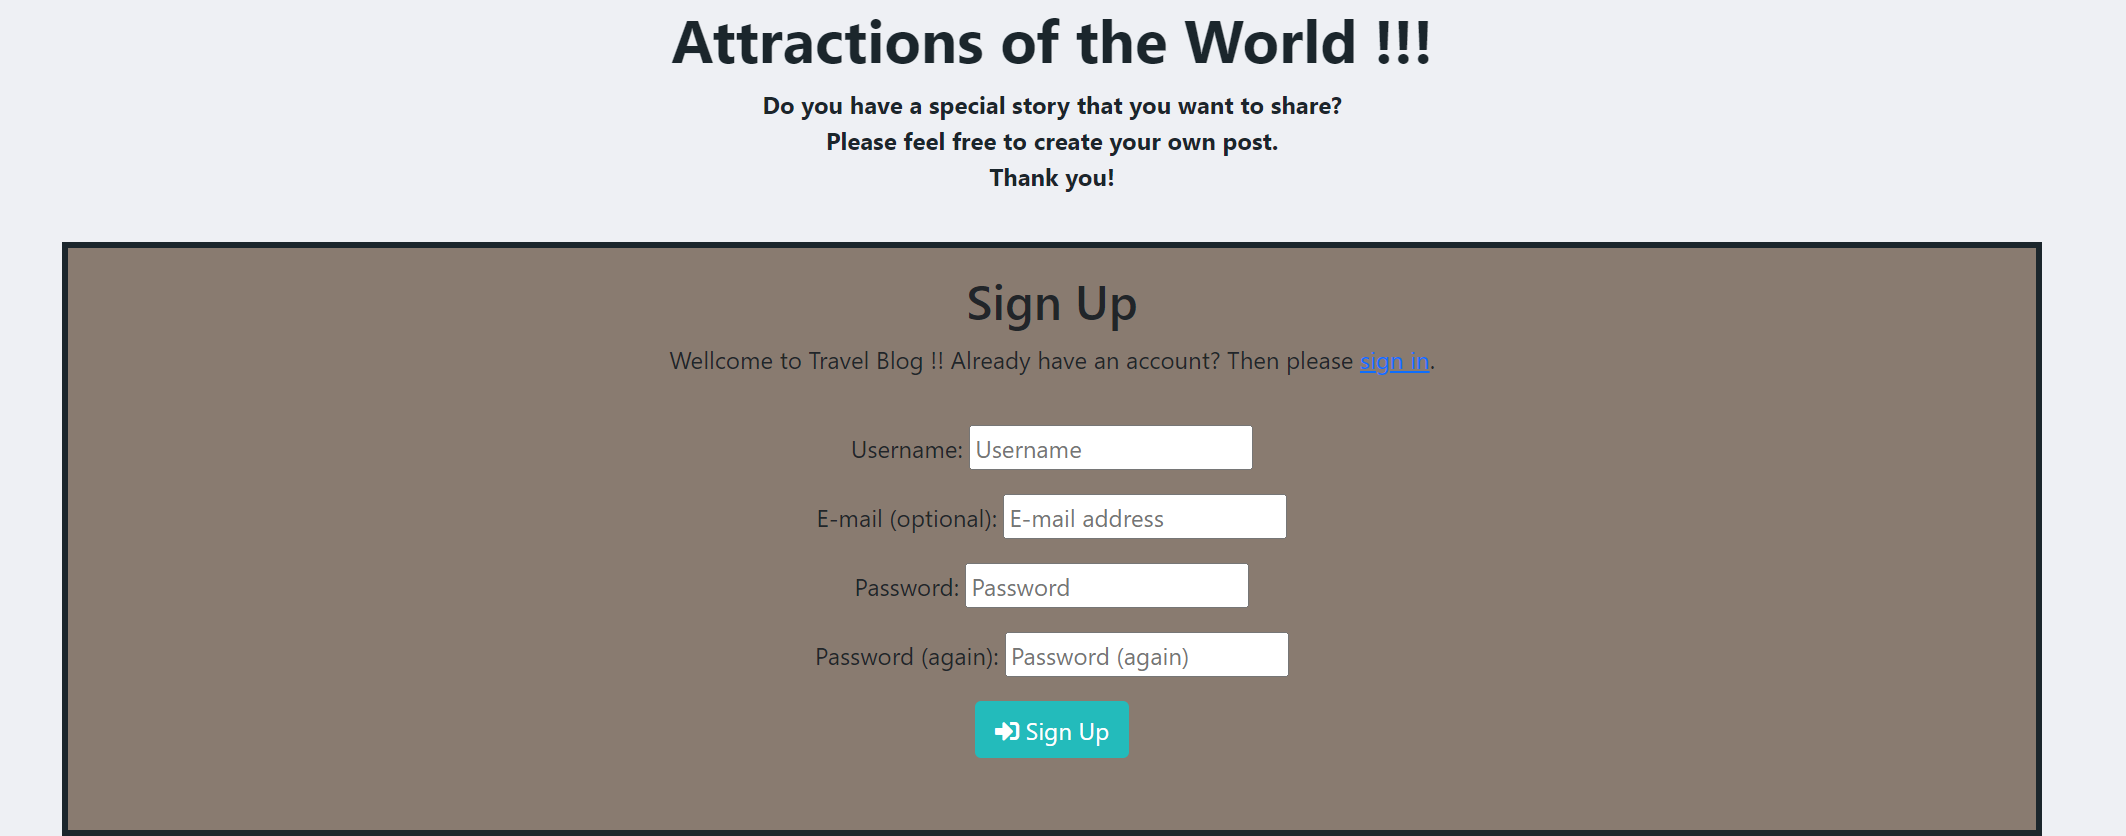 Attractions of the World !!!
Do you have a special story that you want to share?
Please feel free to create your own post.
Thank you!
Sign Up
Wellcome to Travel Blog !! Already have an account? Then please sign in.
Username: Username
E-mail (optional): E-mail address
Password: Password
Password (again): Password (again)
Sign Up